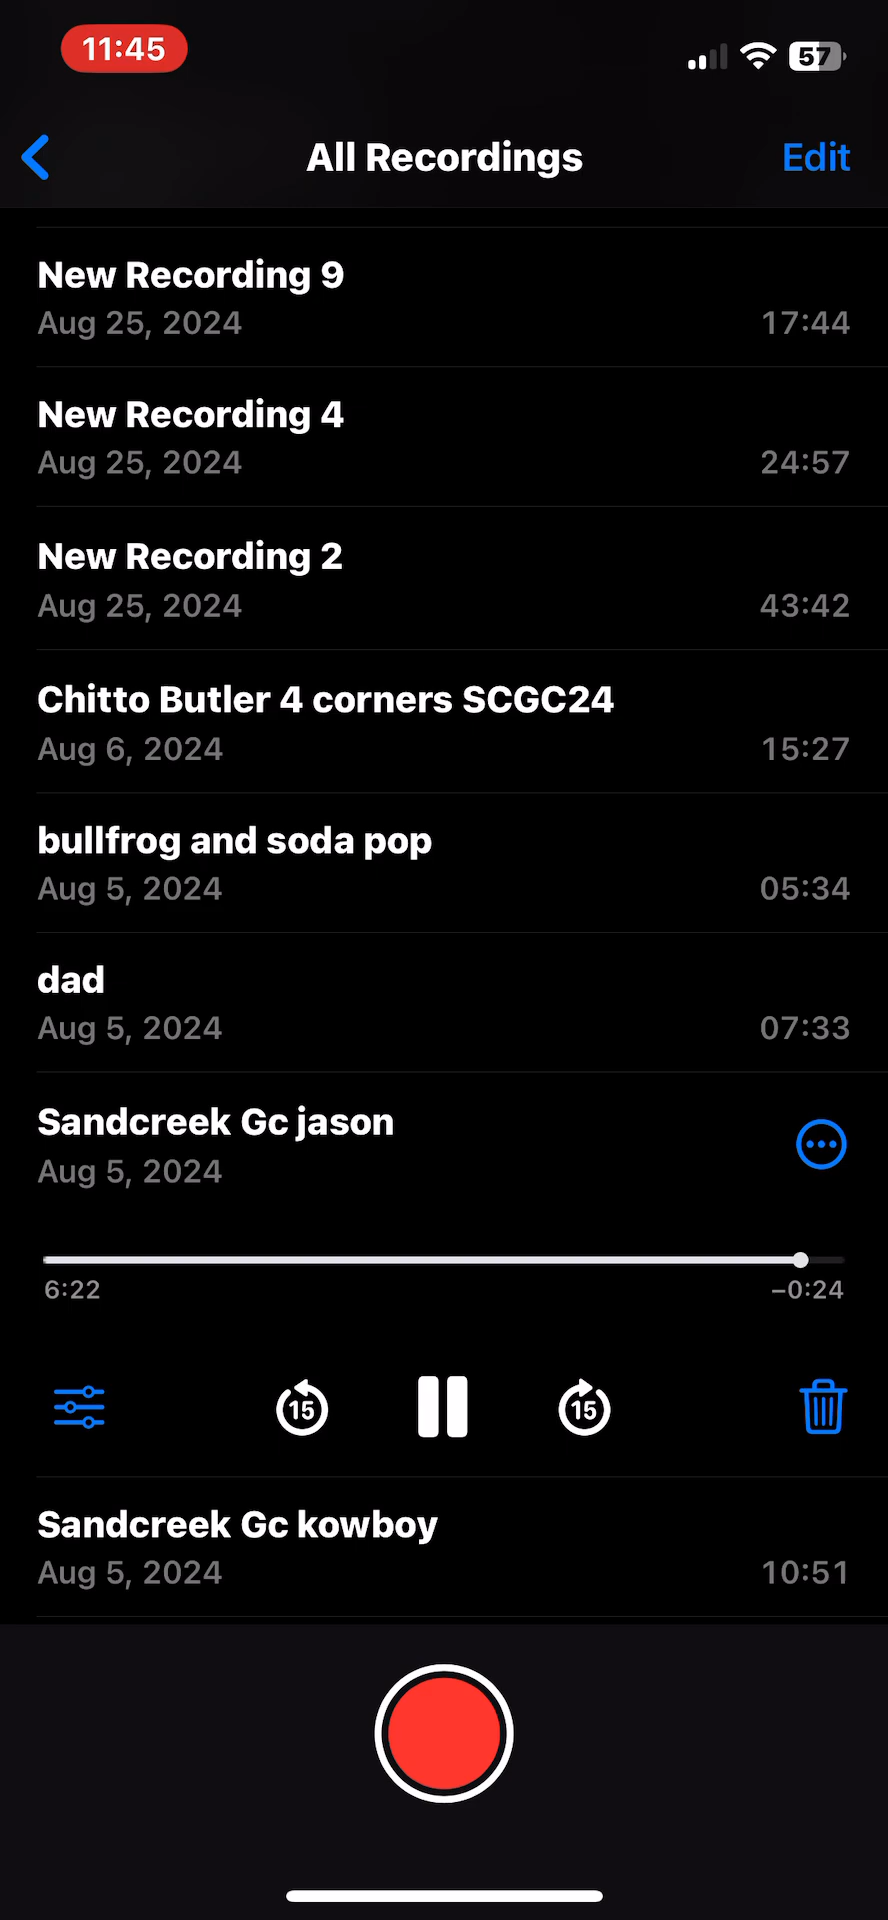 11:45
57
All Recordings
Edit
New Recording 9
Aug 25, 2024
17:44
New Recording 4
Aug 25, 2024
24:57
New Recording 2
Aug 25, 2024
43:42
Chitto Butler 4 corners SCGC24
Aug 6, 2024
15:27
bullfrog and soda pop
Aug 5, 2024
05:34
dad
Aug 5, 2024
07:33
Sandcreek Gc jason
Aug 5, 2024
6:22
−0:24
15
15
Sandcreek Gc kowboy
Aug 5, 2024
10:51